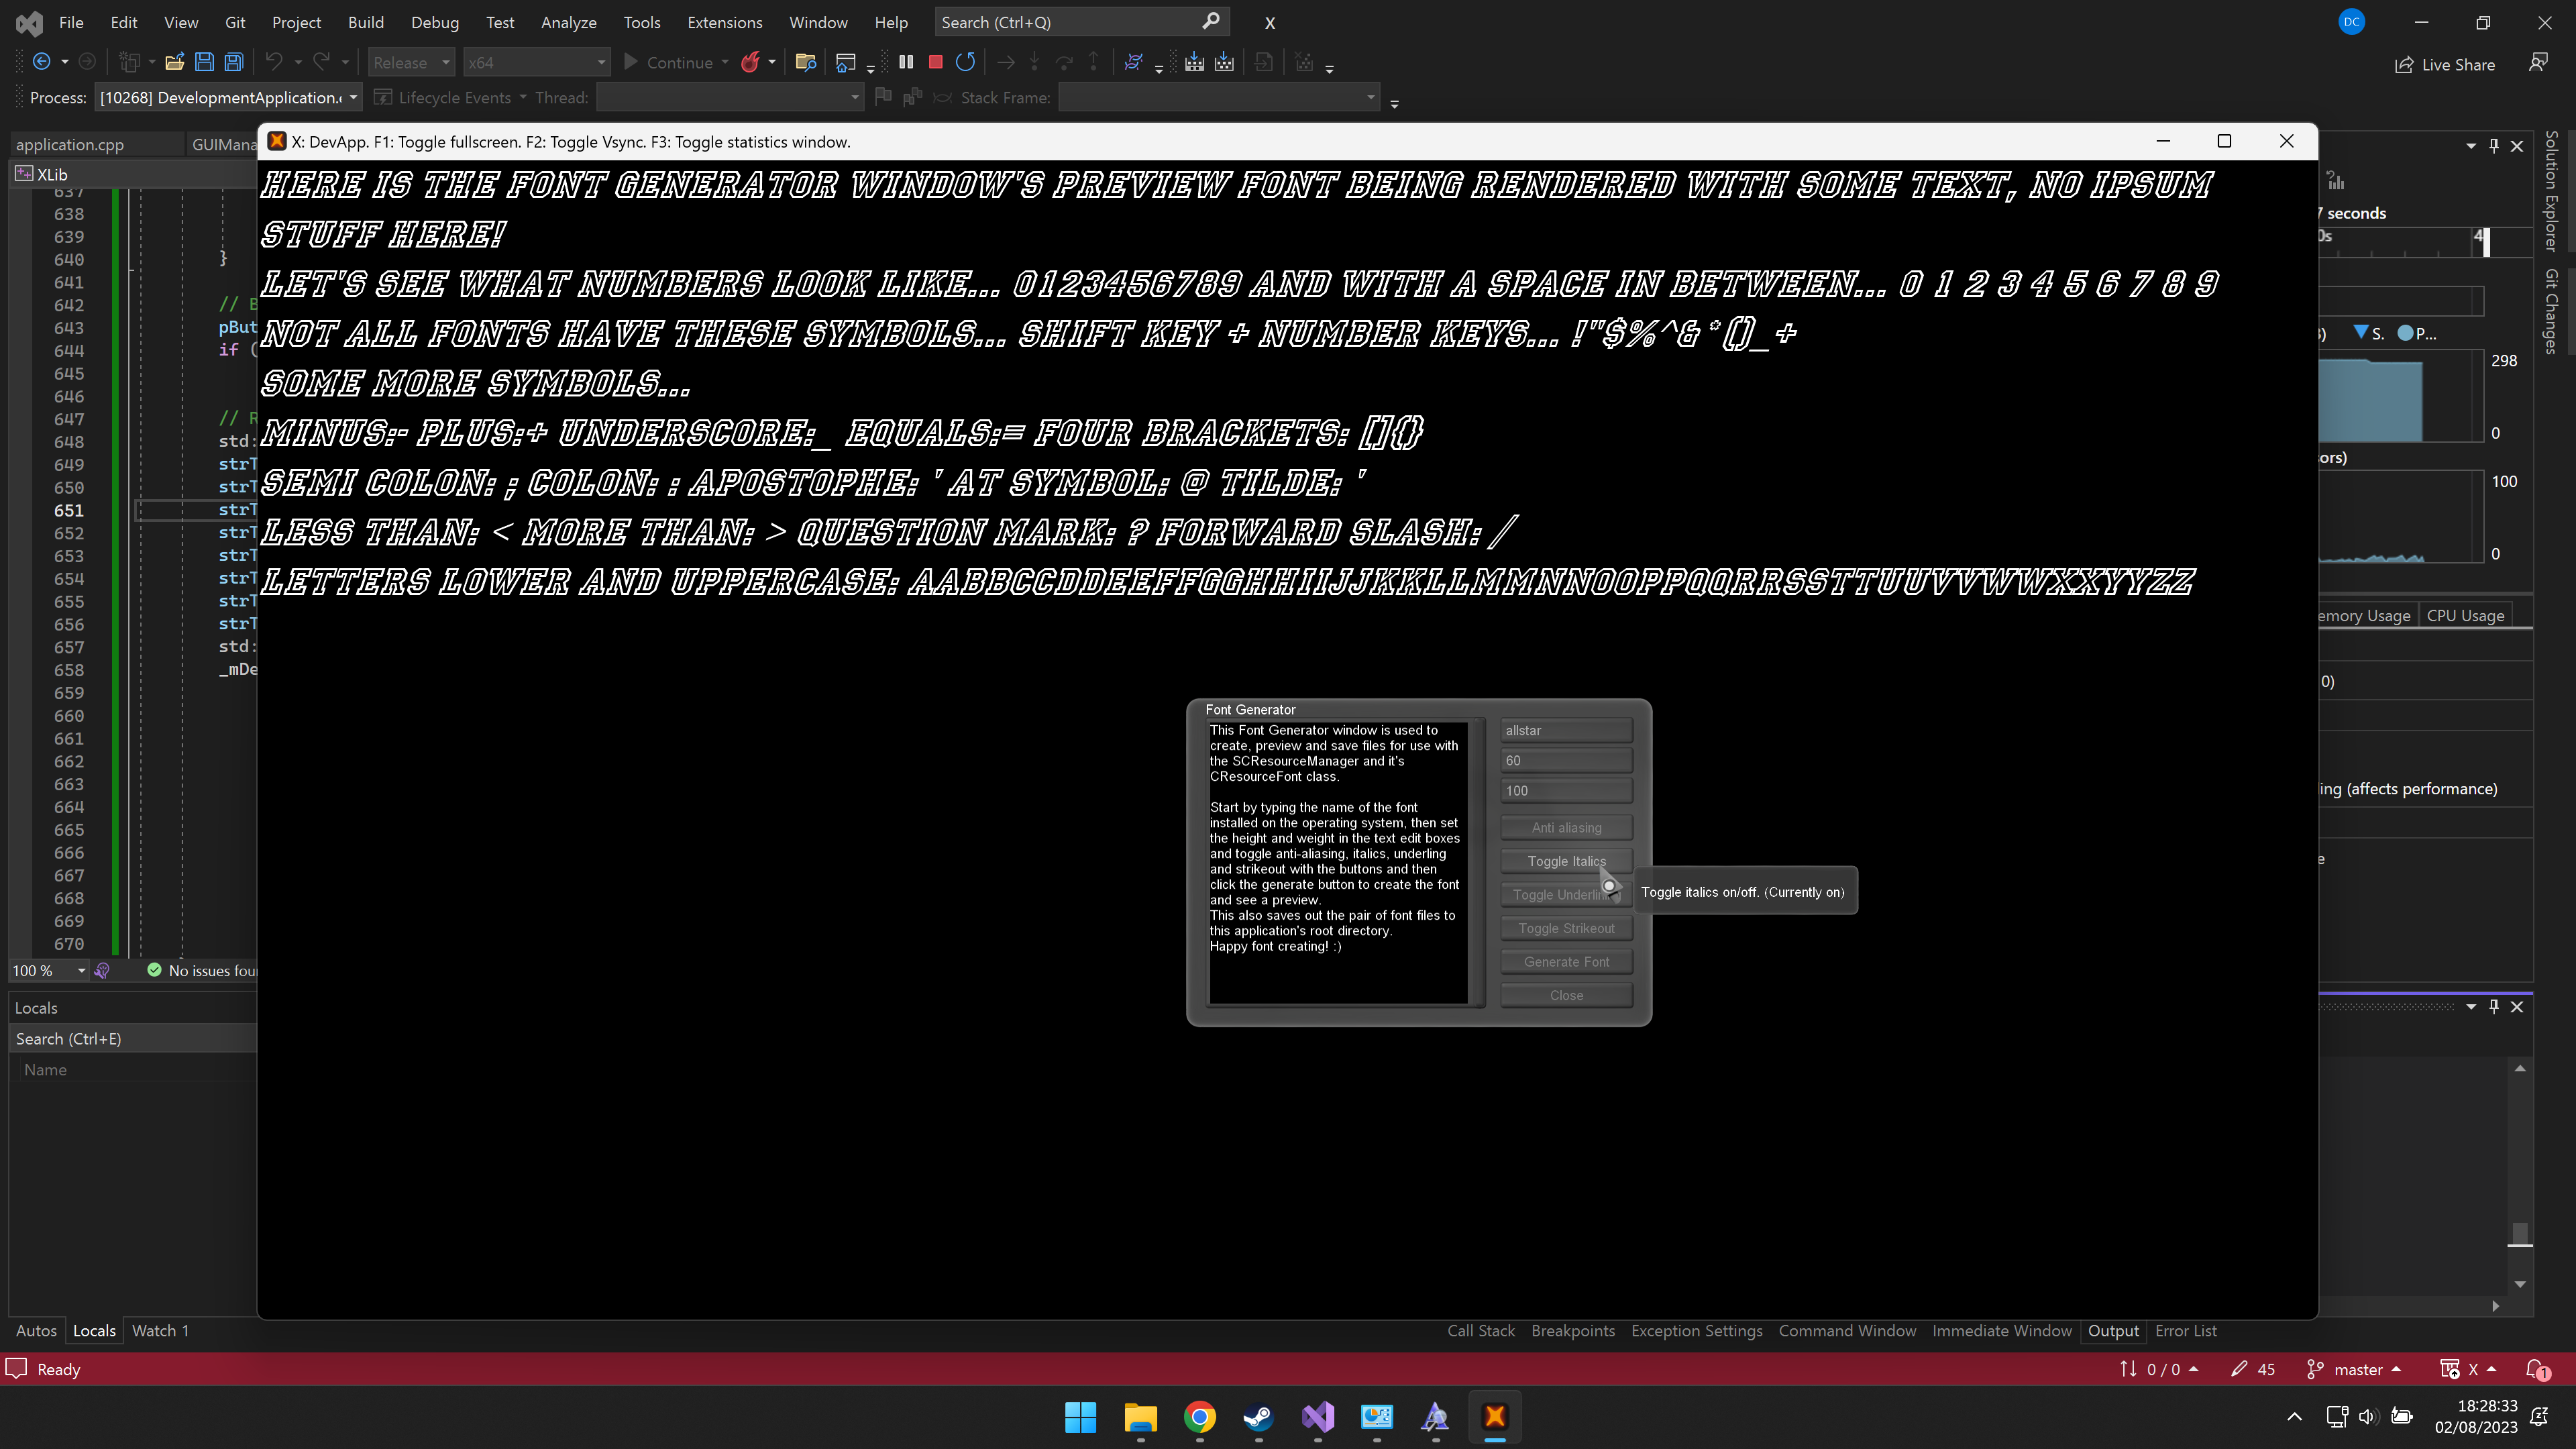 File Edit View Git Project Build Debug Test Analyze Tools Extensions Window Help Search (Ctrl+Q) X DC
Release x64 Continue Live Share
Process: [10268] DevelopmentApplication. Lifecycle Events Thread: Stack Frame:
application.cpp GUIMana
XLib
X: DevApp. F1: Toggle fullscreen. F2: Toggle Vsync. F3: Toggle statistics window.
HERE IS THE FONT GENERATOR WINDOW'S PREVIEW FONT BEING RENDERED WITH SOME TEXT, NO IPSUM
STUFF HERE!
LET'S SEE WHAT NUMBERS LOOK LIKE... 0123456789 AND WITH A SPACE IN BETWEEN... 0 1 2 3 4 5 6 7 8 9
NOT ALL FONTS HAVE THESE SYMBOLS... SHIFT KEY + NUMBER KEYS... !"$%^&*()_+
SOME MORE SYMBOLS...
MINUS:- PLUS:+ UNDERSCORE:_ EQUALS:= FOUR BRACKETS: []{}
SEMI COLON: ; COLON: : APOSTOPHE: ' AT SYMBOL: @ TILDE: '
LESS THAN: < MORE THAN: > QUESTION MARK: ? FORWARD SLASH: /
LETTERS LOWER AND UPPERCASE: AABBCCDDEEFFGGHHIIJJKKLLMMNNOOPPQQRRSSTTUUVVWWXXYYZZ
637
638
639
640 }
641
642 // B
643 pBut
644 if (
645
646
647 // R
648 std:
649 strT
650 strT
651 strT
652 strT
653 strT
654 strT
655 strT
656 strT
657 std:
658 _mDe
659
660
661
662
663
664
665
666
667
668
669
670
100 % No issues fou
Font Generator
This Font Generator window is used to
create, preview and save files for use with
the SCResourceManager and it's
CResourceFont class.
Start by typing the name of the font
installed on the operating system, then set
the height and weight in the text edit boxes
and toggle anti-aliasing, italics, underling
and strikeout with the buttons and then
click the generate button to create the font
and see a preview.
This also saves out the pair of font files to
this application's root directory.
Happy font creating! :)
allstar
60
100
Anti aliasing
Toggle Italics
Toggle Underlin
Toggle Strikeout
Generate Font
Close
Toggle italics on/off. (Currently on)
7 seconds
0s 4
) S. P...
298
0
ors)
100
0
emory Usage CPU Usage
0)
ing (affects performance)
e
Solution Explorer
Git Changes
Locals
Search (Ctrl+E)
Name
Autos Locals Watch 1
Call Stack Breakpoints Exception Settings Command Window Immediate Window Output Error List
Ready 0 / 0 45 master X 1
18:28:33
02/08/2023